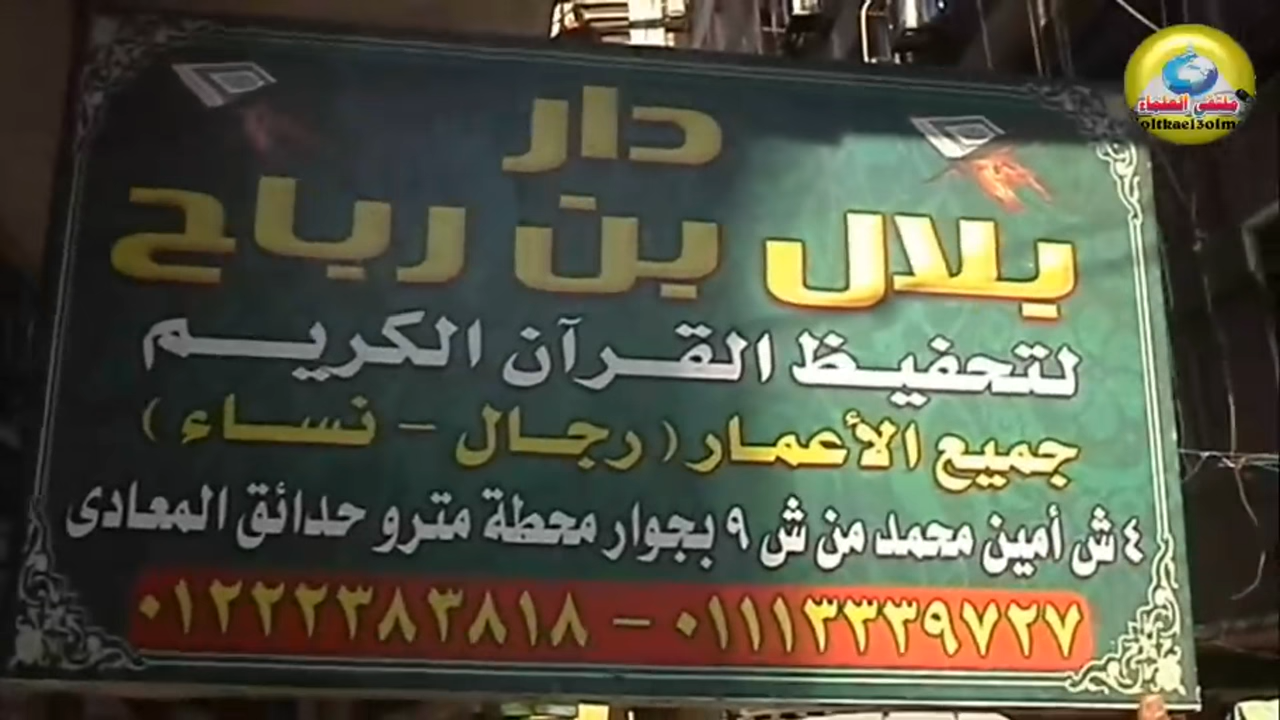 دار
بلال بن رباح
لتحفيظ القرآن الكريم
جميع الأعمار ( رجال - نساء )
٤ ش أمين محمد من ش ٩ بجوار محطة مترو حدائق المعادى
٠١٢٢٢٣٨٣٨١٨ - ٠١١١٣٣٣٩٧٢٧
ملتقى العلماء